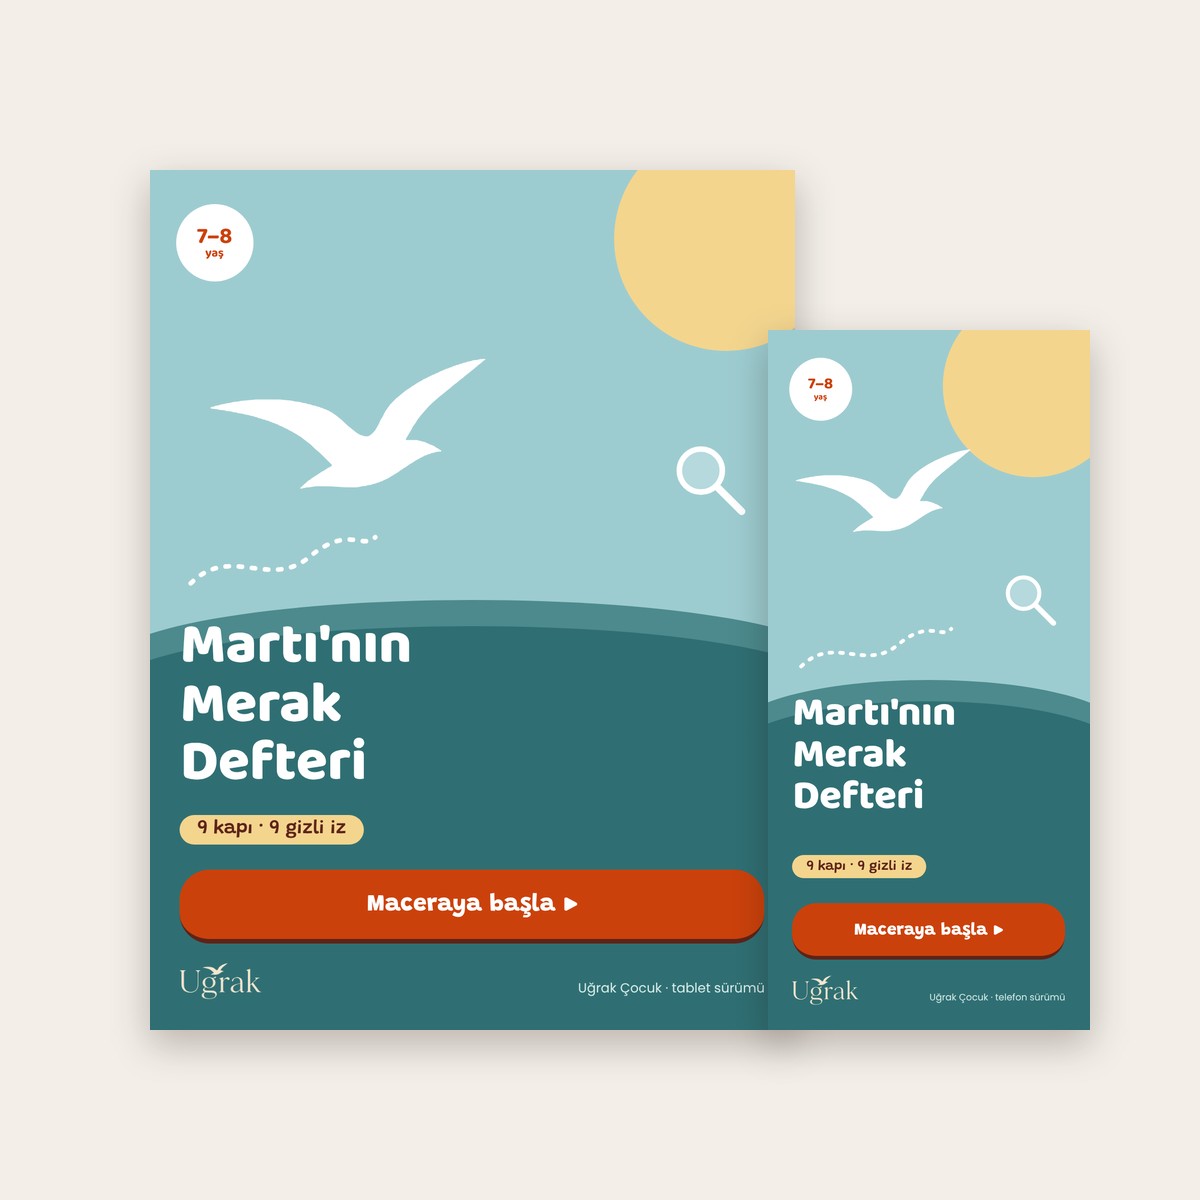 7–8
yaş
Martı'nın
Merak
Defteri
9 kapı · 9 gizli iz
Maceraya başla ▶
Uğrak
Uğrak Çocuk · tablet sürümü
7–8
yaş
Martı'nın
Merak
Defteri
9 kapı · 9 gizli iz
Maceraya başla ▶
Uğrak
Uğrak Çocuk · telefon sürümü